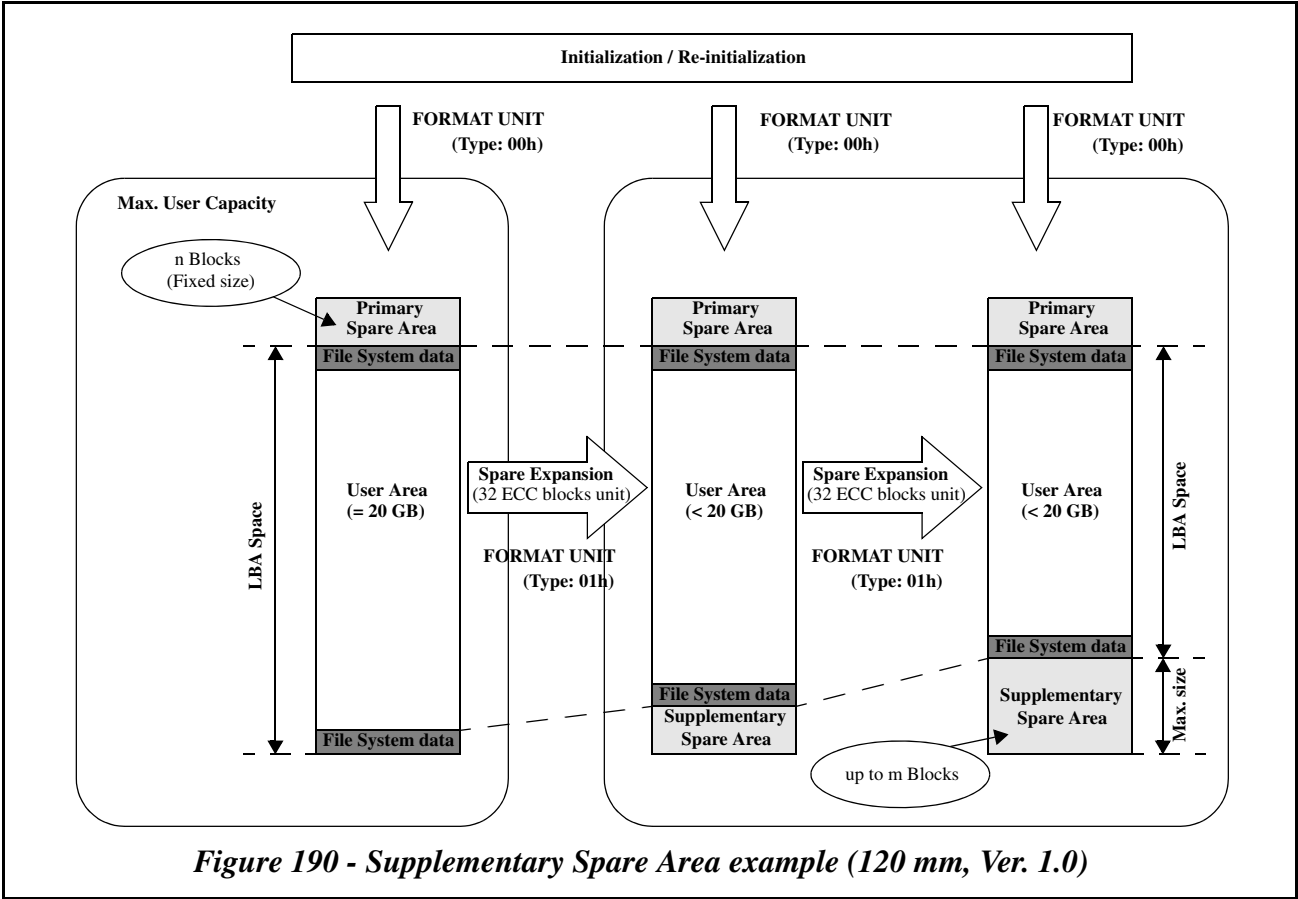 Initialization / Re-initialization
FORMAT UNIT
(Type: 00h)
FORMAT UNIT
(Type: 00h)
FORMAT UNIT
(Type: 00h)
Max. User Capacity
n Blocks
(Fixed size)
Primary
Spare Area
File System data
LBA Space
User Area
(= 20 GB)
File System data
Spare Expansion
(32 ECC blocks unit)
FORMAT UNIT
(Type: 01h)
Primary
Spare Area
File System data
User Area
(< 20 GB)
File System data
Supplementary
Spare Area
Spare Expansion
(32 ECC blocks unit)
FORMAT UNIT
(Type: 01h)
Primary
Spare Area
File System data
User Area
(< 20 GB)
File System data
Supplementary
Spare Area
LBA Space
Max. size
up to m Blocks
Figure 190 - Supplementary Spare Area example (120 mm, Ver. 1.0)